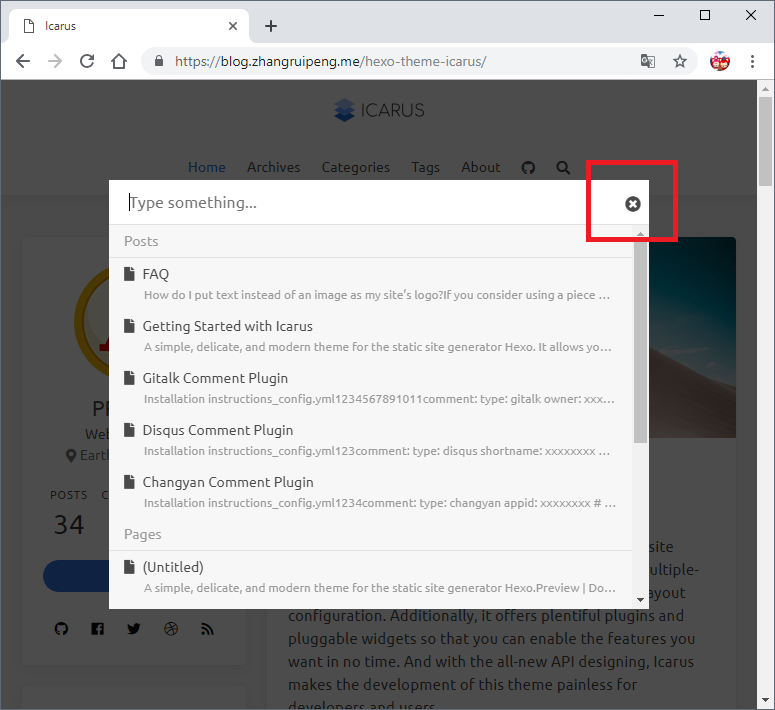 Icarus
https://blog.zhangruipeng.me/hexo-theme-icarus/
ICARUS
Home Archives Categories Tags About
Type something...
Posts
FAQ
How do I put text instead of an image as my site's logo?If you consider using a piece ...
Getting Started with Icarus
A simple, delicate, and modern theme for the static site generator Hexo. It allows yo...
Gitalk Comment Plugin
Installation instructions_config.yml1234567891011comment: type: gitalk owner: xxx...
Disqus Comment Plugin
Installation instructions_config.yml123comment: type: disqus shortname: xxxxxxxx ...
Changyan Comment Plugin
Installation instructions_config.yml1234comment: type: changyan appid: xxxxxxxx # ...
Pages
(Untitled)
A simple, delicate, and modern theme for the static site generator Hexo.Preview | Do...
Earth
POSTS
34
site
multiple-
layout
configuration. Additionally, it offers plentiful plugins and
pluggable widgets so that you can enable the features you
want in no time. And with the all-new API designing, Icarus
makes the development of this theme painless for
developers and users.